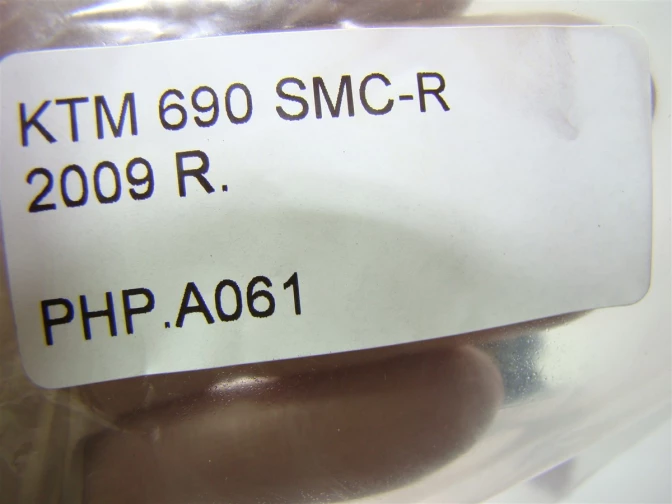 KTM 690 SMC-R
2009 R.
PHP.A061